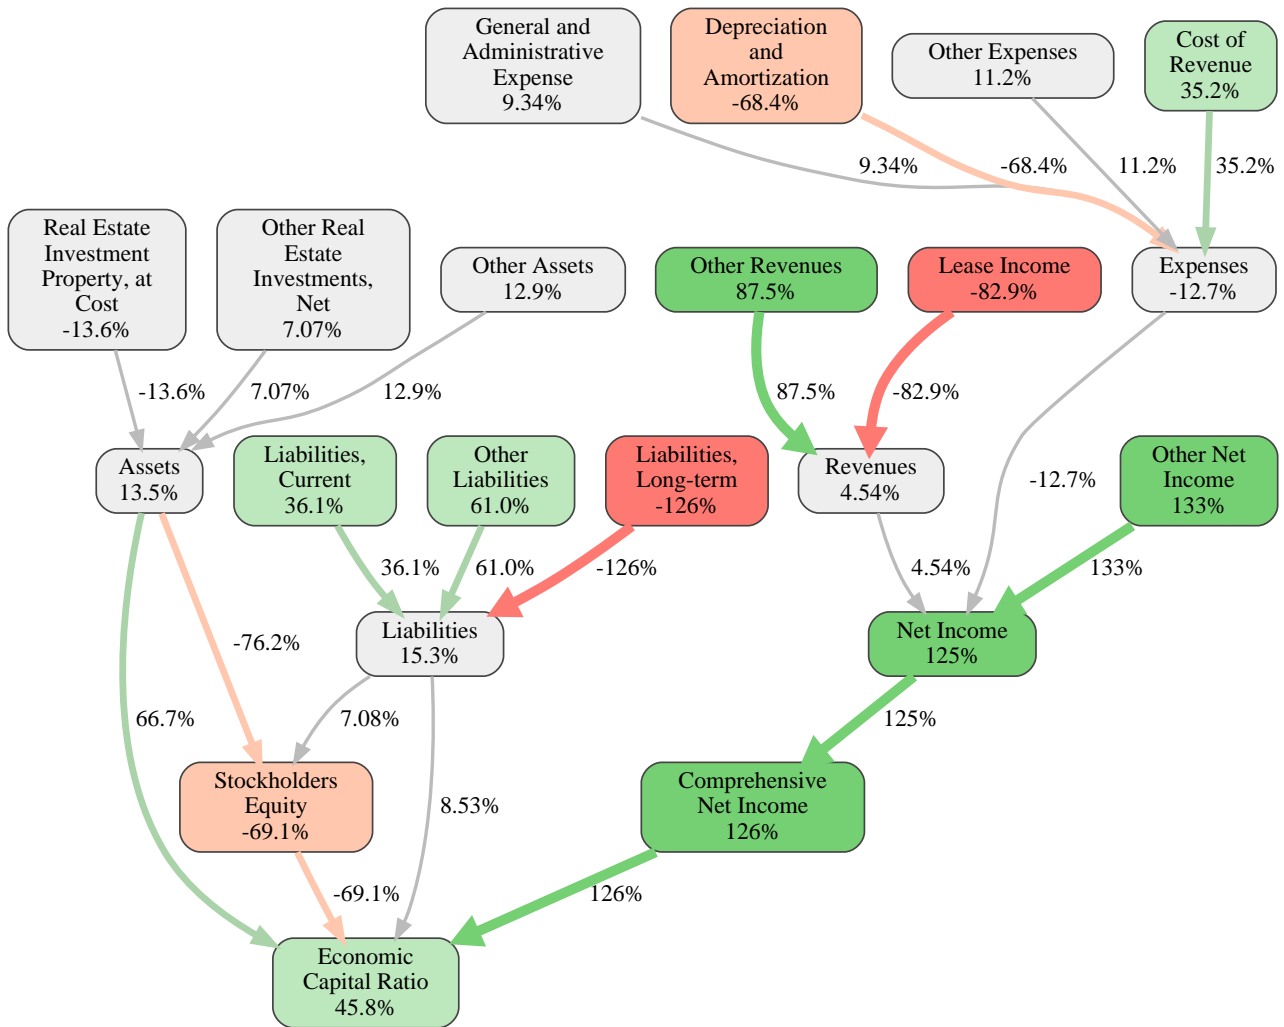 General and
Administrative
Expense
9.34%
Depreciation
and
Amortization
-68.4%
Other Expenses
11.2%
Cost of
Revenue
35.2%
9.34%
-68.4%
11.2%
35.2%
Real Estate
Investment
Property, at
Cost
-13.6%
Other Real
Estate
Investments,
Net
7.07%
Other Assets
12.9%
Other Revenues
87.5%
Lease Income
-82.9%
Expenses
-12.7%
-13.6%
7.07%
12.9%
87.5%
-82.9%
-12.7%
Assets
13.5%
Liabilities,
Current
36.1%
Other
Liabilities
61.0%
Liabilities,
Long-term
-126%
Revenues
4.54%
Other Net
Income
133%
36.1%
61.0%
-126%
4.54%
133%
-76.2%
Liabilities
15.3%
Net Income
125%
66.7%
7.08%
125%
Stockholders
Equity
-69.1%
8.53%
Comprehensive
Net Income
126%
-69.1%
126%
Economic
Capital Ratio
45.8%